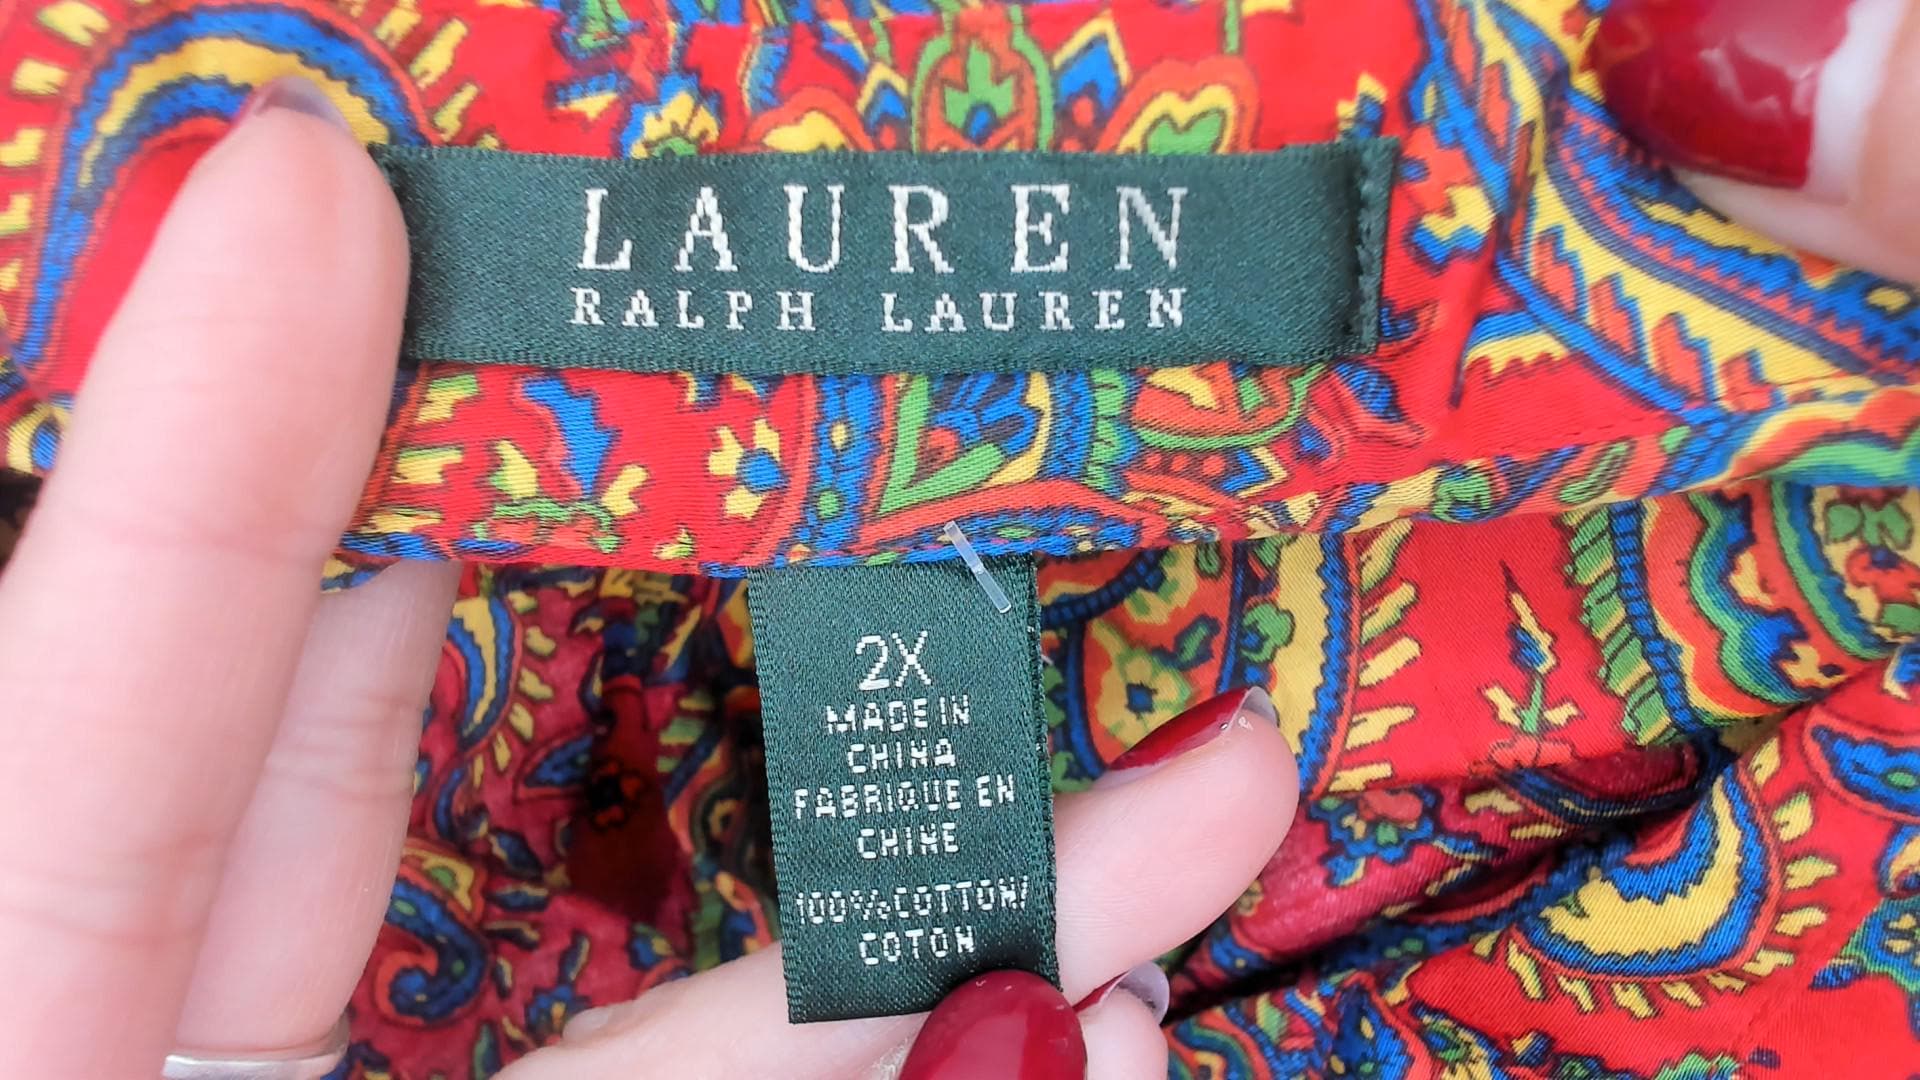 LAUREN
RALPH LAUREN
2X
MADE IN
CHINA
FABRIQUE EN
CHINE
100% COTTON/
COTON